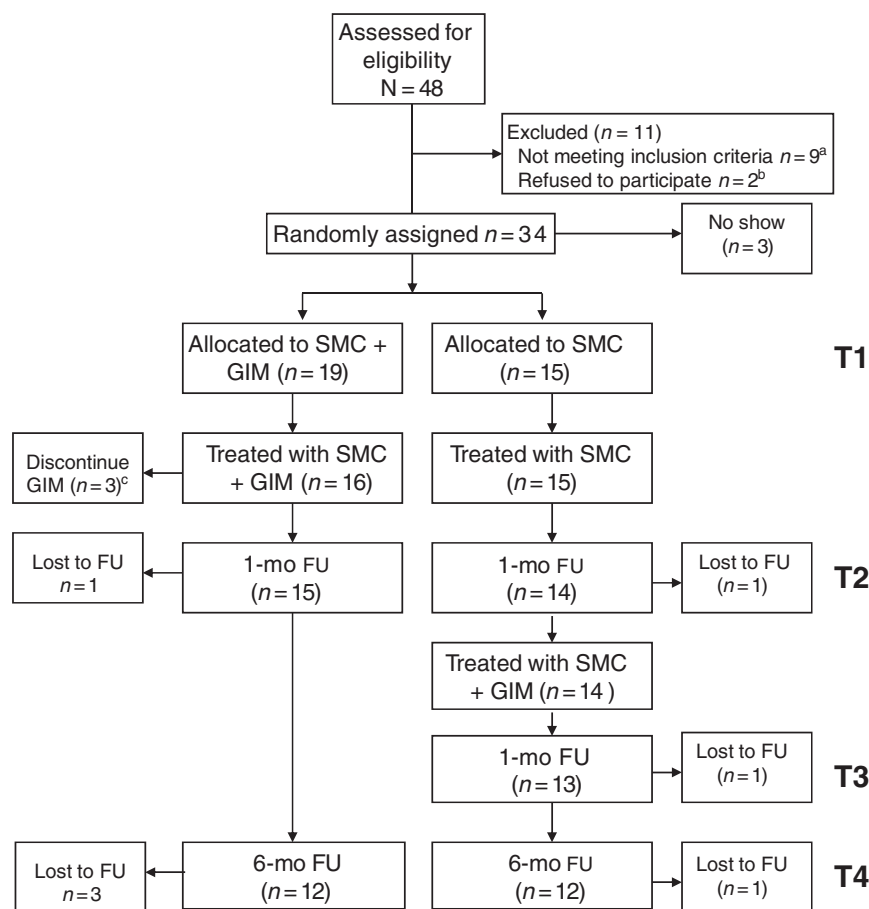 Assessed for
eligibility
N = 48
Excluded (n = 11)
Not meeting inclusion criteria n = 9a
Refused to participate n = 2b
Randomly assigned n = 34
No show
(n = 3)
Allocated to SMC +
GIM (n = 19)
Allocated to SMC
(n = 15)
T1
Discontinue
GIM (n = 3)c
Treated with SMC
+ GIM (n = 16)
Treated with SMC
(n = 15)
Lost to FU
n = 1
1-mo FU
(n = 15)
1-mo FU
(n = 14)
Lost to FU
(n = 1)
T2
Treated with SMC
+ GIM (n = 14 )
1-mo FU
(n = 13)
Lost to FU
(n = 1)
T3
Lost to FU
n = 3
6-mo FU
(n = 12)
6-mo FU
(n = 12)
Lost to FU
(n = 1)
T4